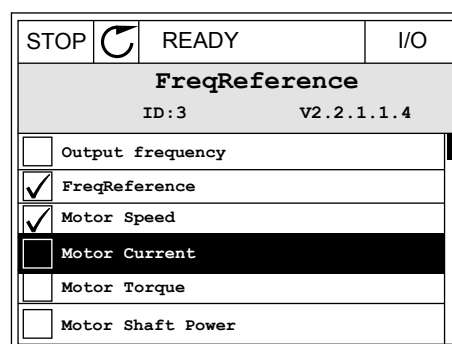 STOP READY I/O
FreqReference
ID:3 V2.2.1.1.4
Output frequency
FreqReference
Motor Speed
Motor Current
Motor Torque
Motor Shaft Power